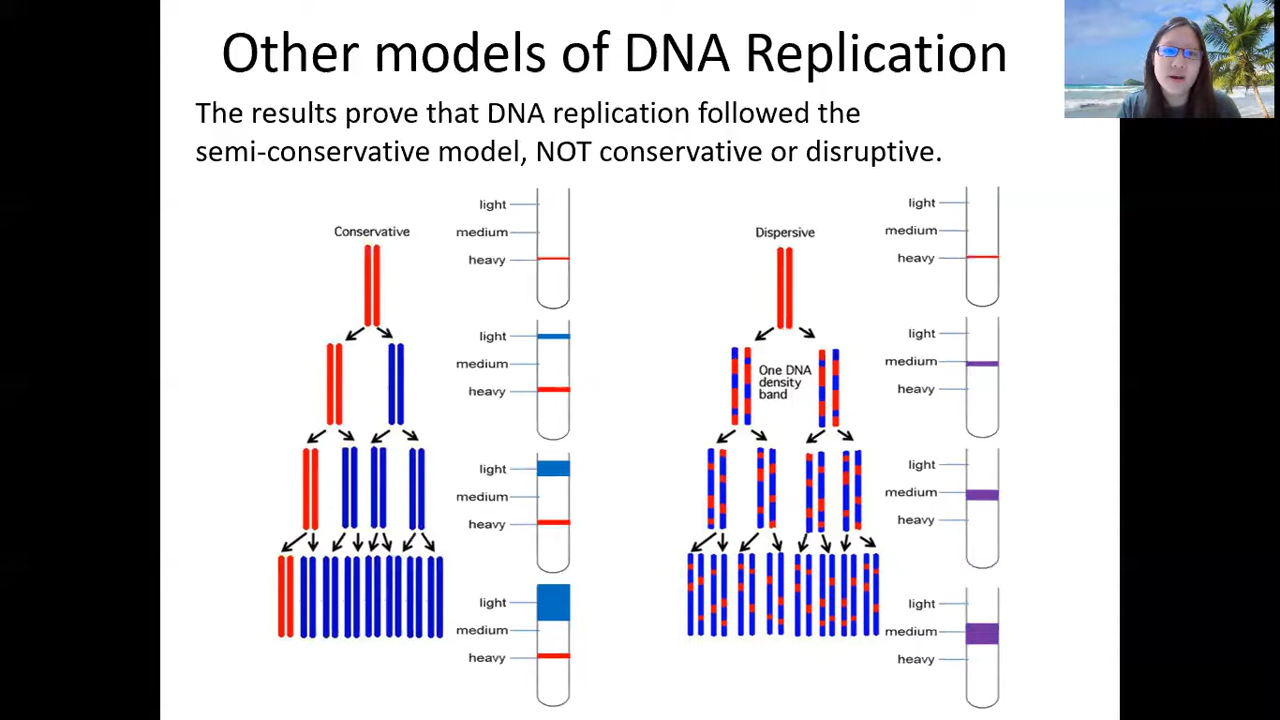 Other models of DNA Replication
The results prove that DNA replication followed the
semi-conservative model, NOT conservative or disruptive.
Conservative
light
medium
heavy
light
medium
heavy
light
medium
heavy
light
medium
heavy
Dispersive
One DNA
density
band
light
medium
heavy
light
medium
heavy
light
medium
heavy
light
medium
heavy